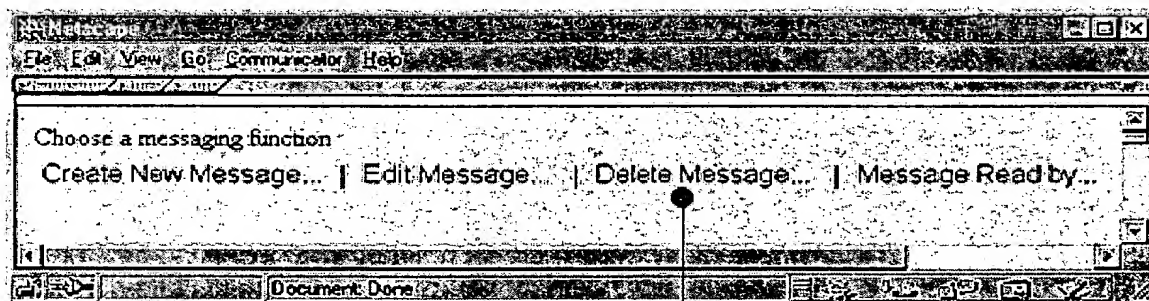 Netscape
File Edit View Go Communicator Help
Choose a messaging function
Create New Message... | Edit Message... | Delete Message... | Message Read by...
Document: Done